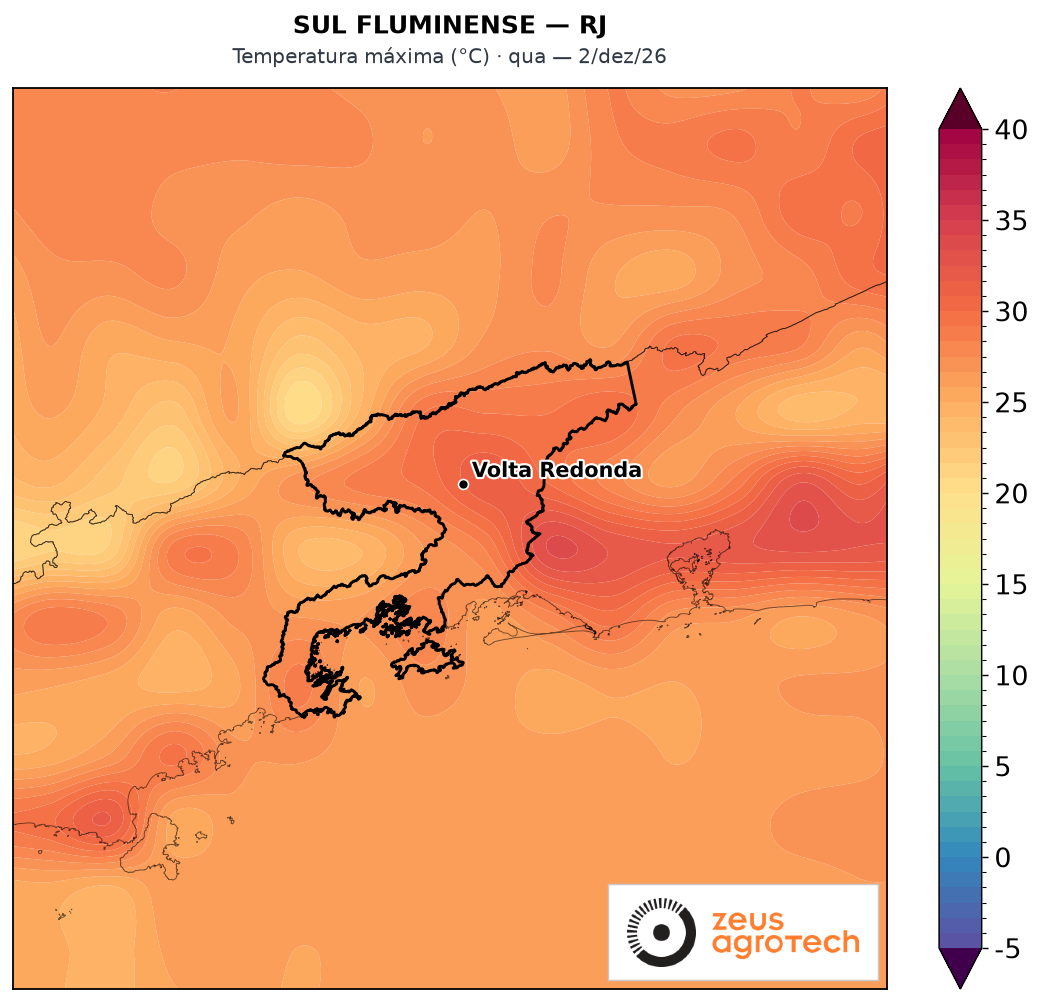 SUL FLUMINENSE — RJ
Temperatura máxima (°C) · qua — 2/dez/26
Volta Redonda
40
35
30
25
20
15
10
5
0
-5
zeus
agrotech